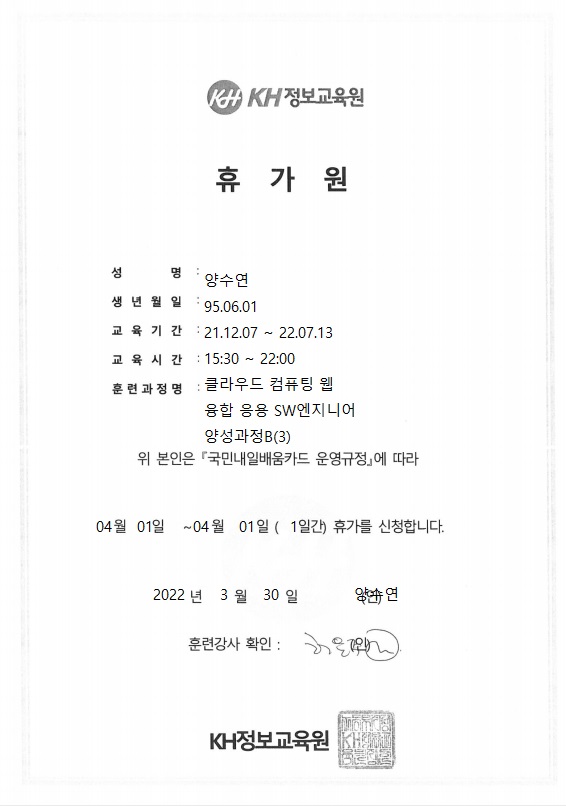 KH KH정보교육원
휴 가 원
성 명 : 양수연
생 년 월 일 : 95.06.01
교 육 기 간 : 21.12.07 ~ 22.07.13
교 육 시 간 : 15:30 ~ 22:00
훈 련 과 정 명 : 클라우드 컴퓨팅 웹
융합 응용 SW엔지니어
양성과정B(3)
위 본인은 『국민내일배움카드 운영규정』에 따라
04월 01일 ~04월 01일 ( 1일간) 휴가를 신청합니다.
2022 년 3 월 30 일 양수연 (인)
훈련강사 확인 : (인)
KH정보교육원